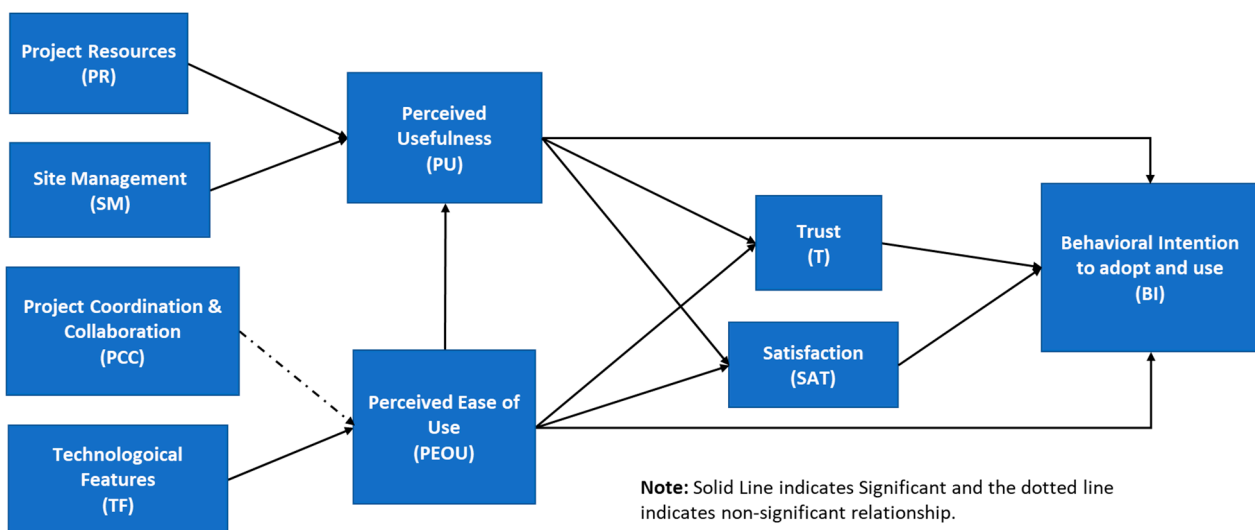 Project Resources
(PR)
Site Management
(SM)
Project Coordination &
Collaboration
(PCC)
Technologoical
Features
(TF)
Perceived
Usefulness
(PU)
Perceived Ease of
Use
(PEOU)
Trust
(T)
Satisfaction
(SAT)
Behavioral Intention
to adopt and use
(BI)
Note: Solid Line indicates Significant and the dotted line
indicates non-significant relationship.